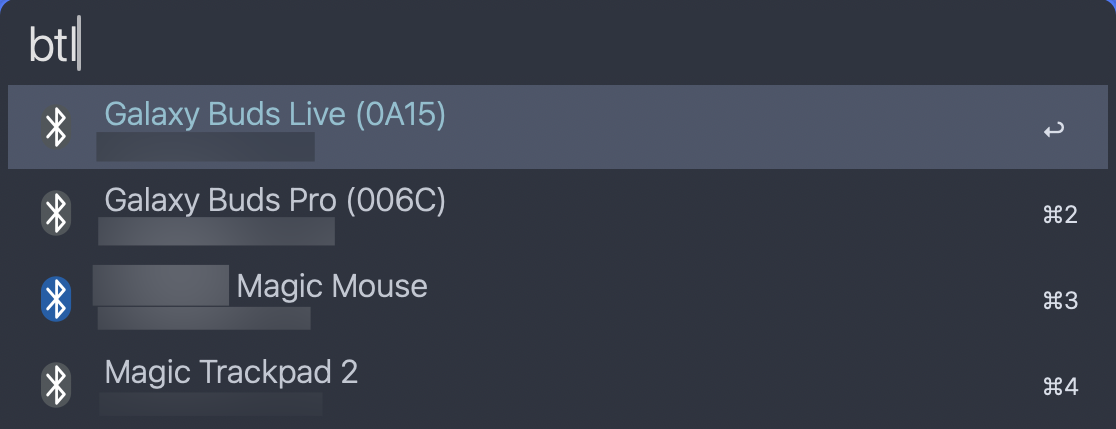 btl
Galaxy Buds Live (0A15)
↩
Galaxy Buds Pro (006C)
⌘2
Magic Mouse
⌘3
Magic Trackpad 2
⌘4